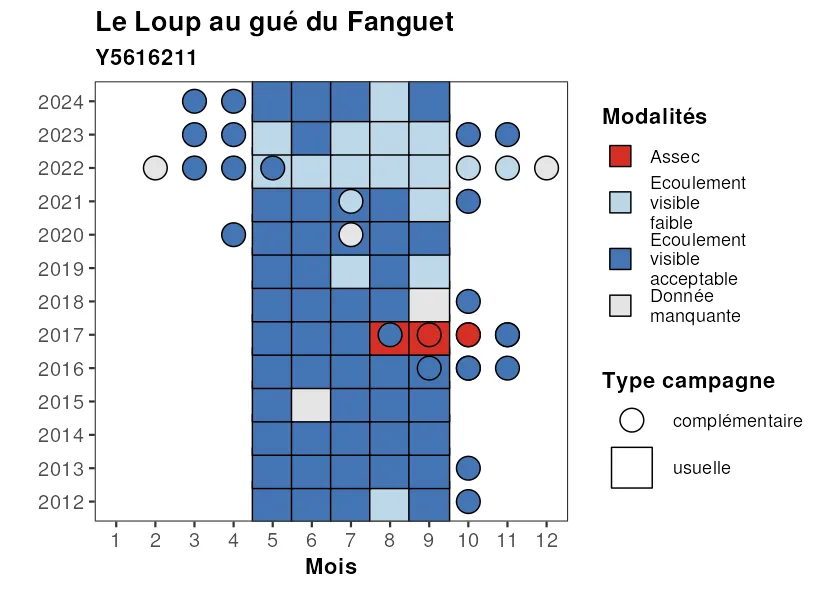 Le Loup au gué du Fanguet
Y5616211
2024
2023
2022
2021
2020
2019
2018
2017
2016
2015
2014
2013
2012
1 2 3 4 5 6 7 8 9 10 11 12
Mois
Modalités
Assec
Ecoulement
visible
faible
Ecoulement
visible
acceptable
Donnée
manquante
Type campagne
complémentaire
usuelle